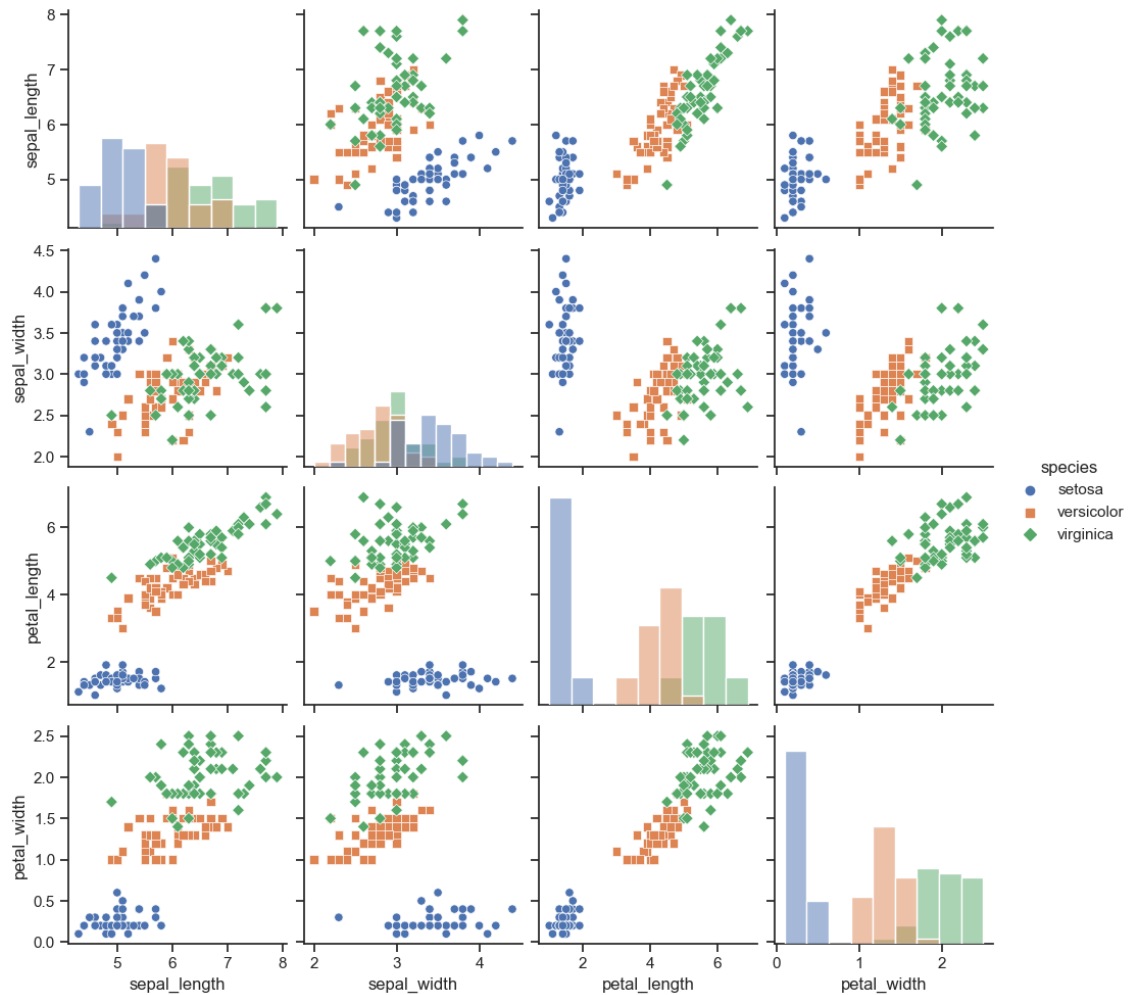 8
7
6
5
sepal_length
4.5
4.0
3.5
3.0
2.5
2.0
sepal_width
species
setosa
versicolor
virginica
6
4
2
petal_length
2.5
2.0
1.5
1.0
0.5
0.0
petal_width
5 6 7 8
sepal_length
2 3 4
sepal_width
2 4 6
petal_length
0 1 2
petal_width